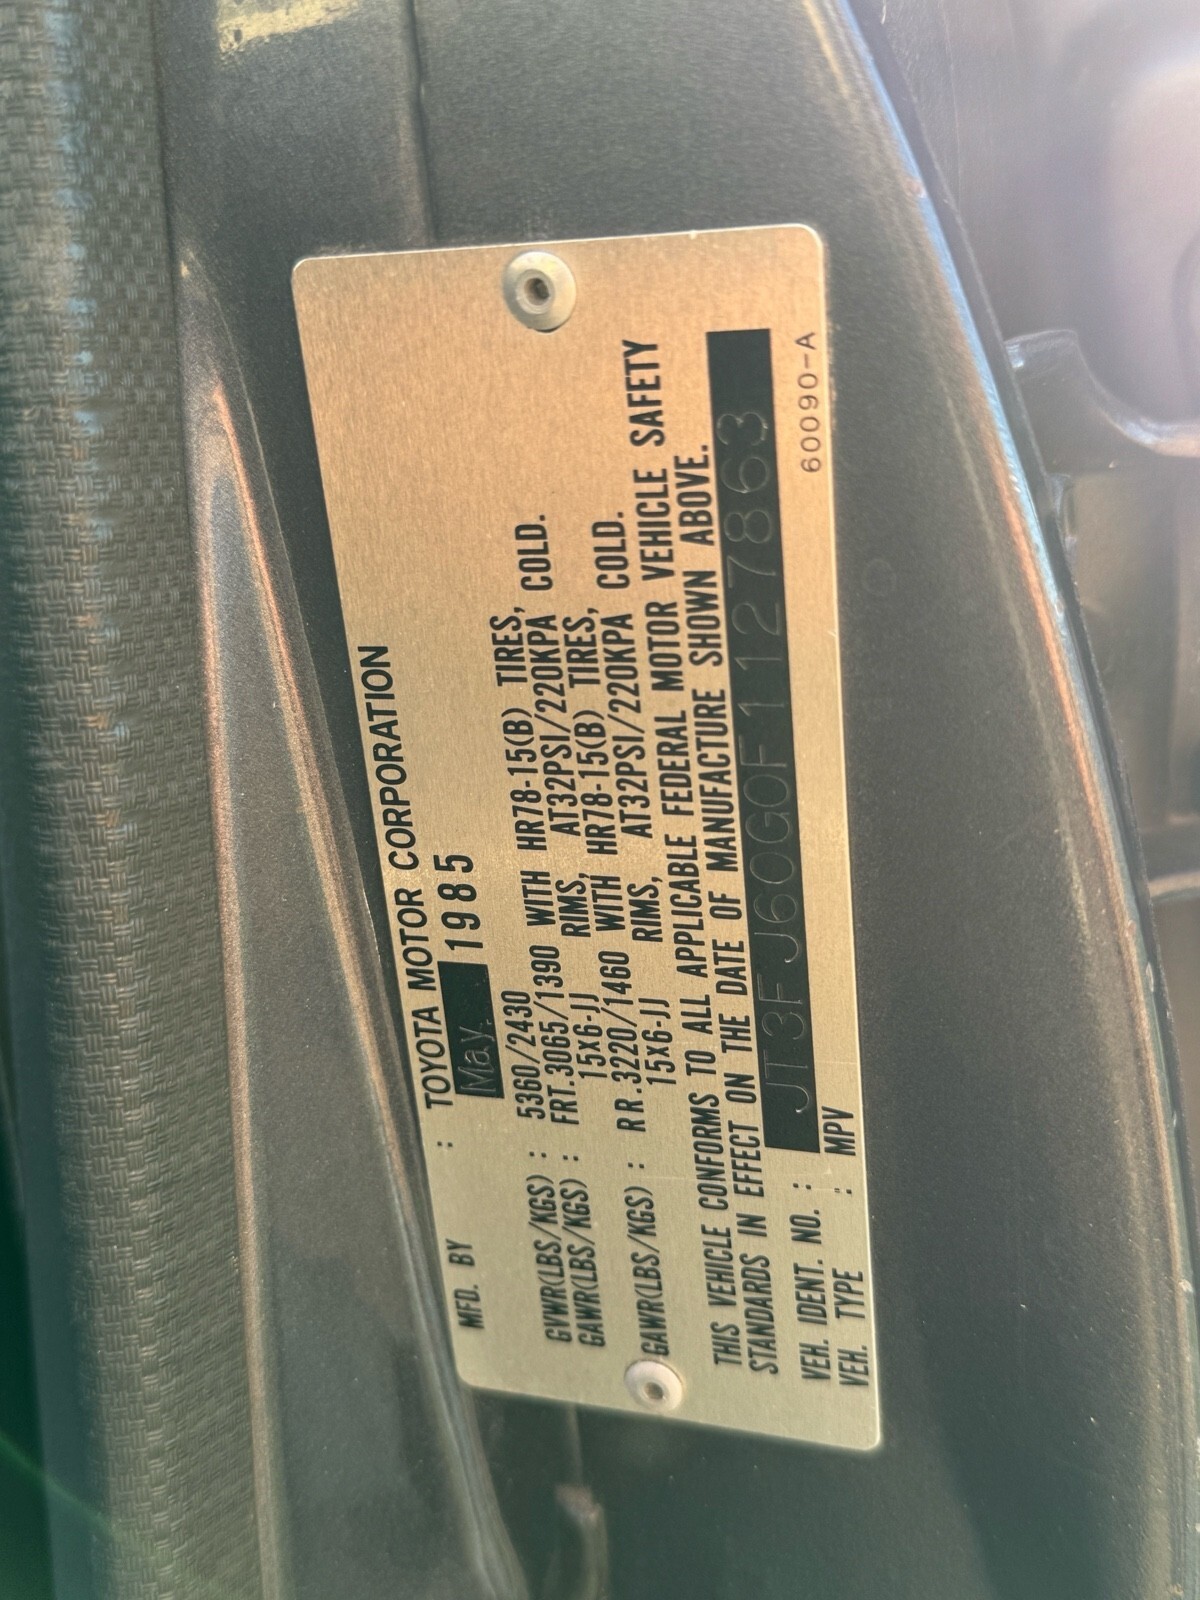 MFD. BY : TOYOTA MOTOR CORPORATION
May. 1985
GVWR(LBS/KGS) : 5360/2430
GAWR(LBS/KGS) : FRT.3065/1390 WITH HR78-15(B) TIRES,
15x6-JJ RIMS, AT32PSI/220KPA COLD.
GAWR(LBS/KGS) : RR.3220/1460 WITH HR78-15(B) TIRES,
15x6-JJ RIMS, AT32PSI/220KPA COLD.
THIS VEHICLE CONFORMS TO ALL APPLICABLE FEDERAL MOTOR VEHICLE SAFETY
STANDARDS IN EFFECT ON THE DATE OF MANUFACTURE SHOWN ABOVE.
VEH. IDENT. NO. : JT3FJ60G0F1127863
VEH. TYPE : MPV
60090-A